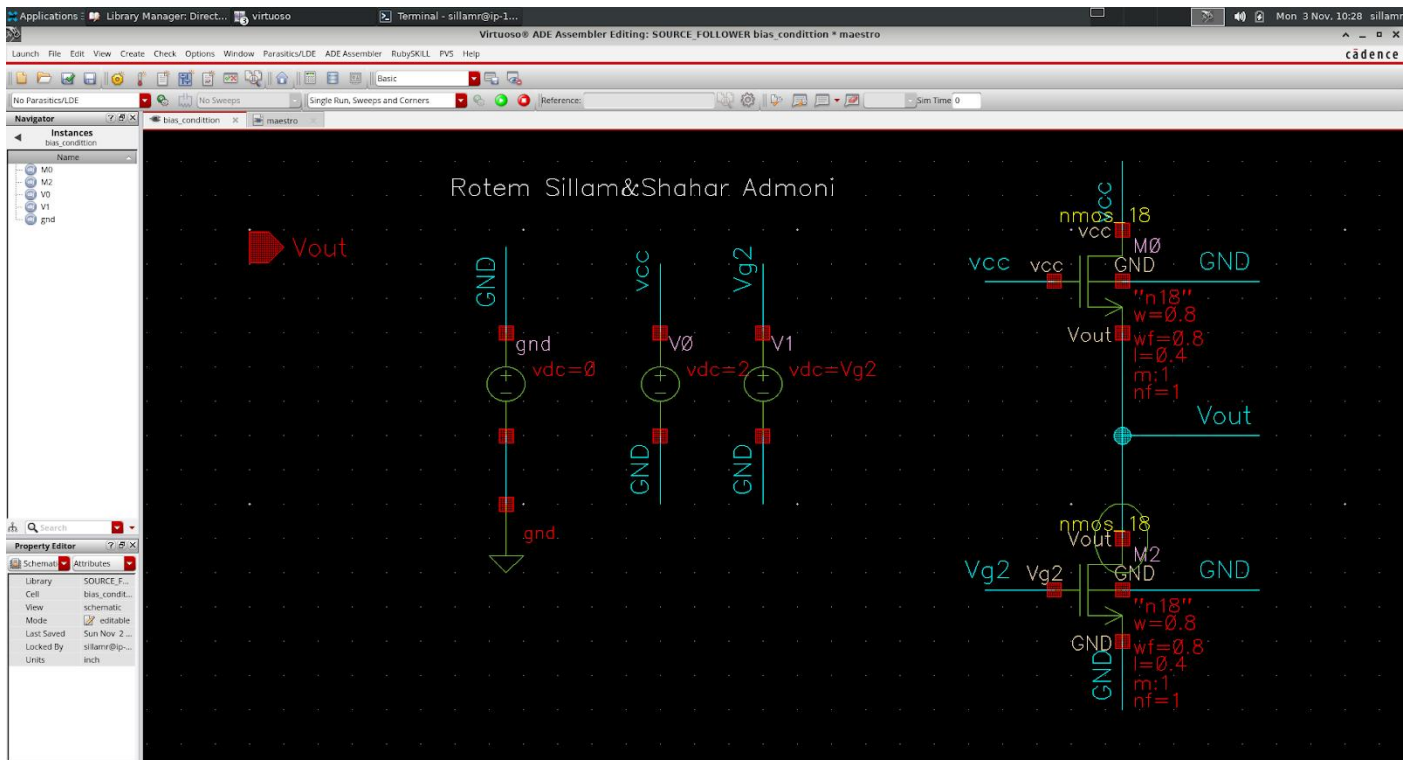 Applications
Library Manager: Direct...
virtuoso
Terminal - sillamr@ip-1...
Mon 3 Nov, 10:28
sillamr
Virtuoso® ADE Assembler Editing: SOURCE_FOLLOWER bias_condittion * maestro
Launch File Edit View Create Check Options Window Parasitics/LDE ADE Assembler RubySKILL PVS Help
cādence
Basic
No Parasitics/LDE
No Sweeps
Single Run, Sweeps and Corners
Reference:
Sim Time 0
Navigator
bias_condittion
maestro
Instances
bias_condittion
Name
M0
M2
V0
V1
gnd
Search
Property Editor
Schemati
Attributes
Library SOURCE_F...
Cell bias_condit...
View schematic
Mode editable
Last Saved Sun Nov 2 ...
Locked By sillamr@ip-...
Units inch
Rotem Sillam&Shahar Admoni
Vout
GND
gnd
vdc=0
gnd
vcc
V0
vdc=2
GND
Vg2
V1
vdc=Vg2
GND
vcc
nmos_18
vcc
M0
vcc
vcc
GND
GND
"n18"
w=0.8
Vout
wf=0.8
l=0.4
m:1
nf=1
Vout
nmos_18
Vout
M2
Vg2
Vg2
GND
GND
"n18"
w=0.8
GND
wf=0.8
GND
l=0.4
m:1
nf=1